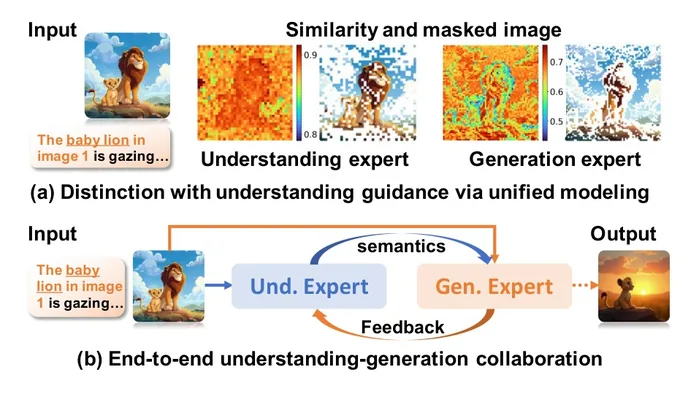 Input
Similarity and masked image
The baby lion in
image 1 is gazing…
0.9
0.8
0.7
0.6
0.5
Understanding expert
Generation expert
(a) Distinction with understanding guidance via unified modeling
Input
Output
semantics
The baby
lion in image
1 is gazing…
Und. Expert
Gen. Expert
Feedback
(b) End-to-end understanding-generation collaboration